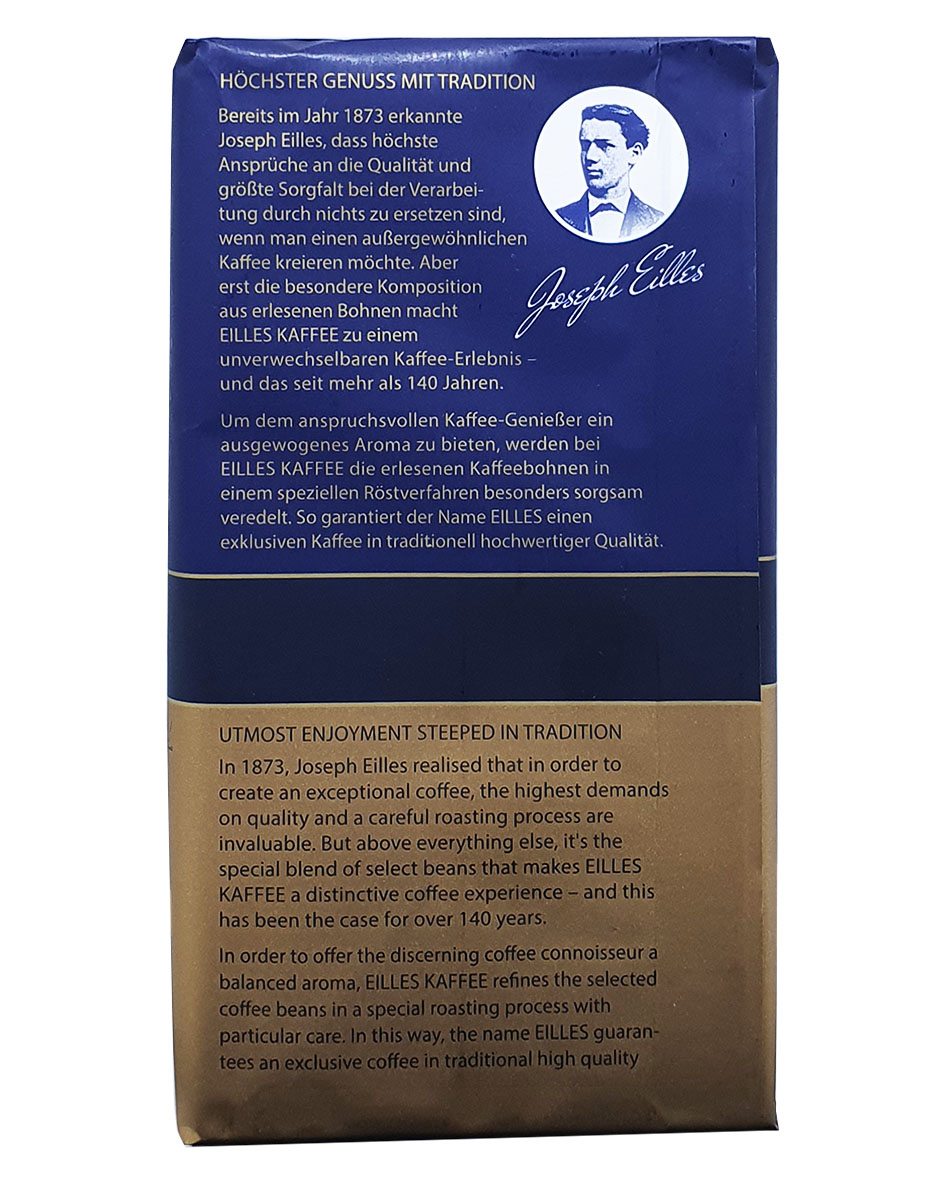 HÖCHSTER GENUSS MIT TRADITION
Bereits im Jahr 1873 erkannte
Joseph Eilles, dass höchste
Ansprüche an die Qualität und
größte Sorgfalt bei der Verarbei-
tung durch nichts zu ersetzen sind,
wenn man einen außergewöhnlichen
Kaffee kreieren möchte. Aber
erst die besondere Komposition
aus erlesenen Bohnen macht
EILLES KAFFEE zu einem
unverwechselbaren Kaffee-Erlebnis –
und das seit mehr als 140 Jahren.
Joseph Eilles
Um dem anspruchsvollen Kaffee-Genießer ein
ausgewogenes Aroma zu bieten, werden bei
EILLES KAFFEE die erlesenen Kaffeebohnen in
einem speziellen Röstverfahren besonders sorgsam
veredelt. So garantiert der Name EILLES einen
exklusiven Kaffee in traditionell hochwertiger Qualität.
UTMOST ENJOYMENT STEEPED IN TRADITION
In 1873, Joseph Eilles realised that in order to
create an exceptional coffee, the highest demands
on quality and a careful roasting process are
invaluable. But above everything else, it's the
special blend of select beans that makes EILLES
KAFFEE a distinctive coffee experience – and this
has been the case for over 140 years.
In order to offer the discerning coffee connoisseur a
balanced aroma, EILLES KAFFEE refines the selected
coffee beans in a special roasting process with
particular care. In this way, the name EILLES guaran-
tees an exclusive coffee in traditional high quality